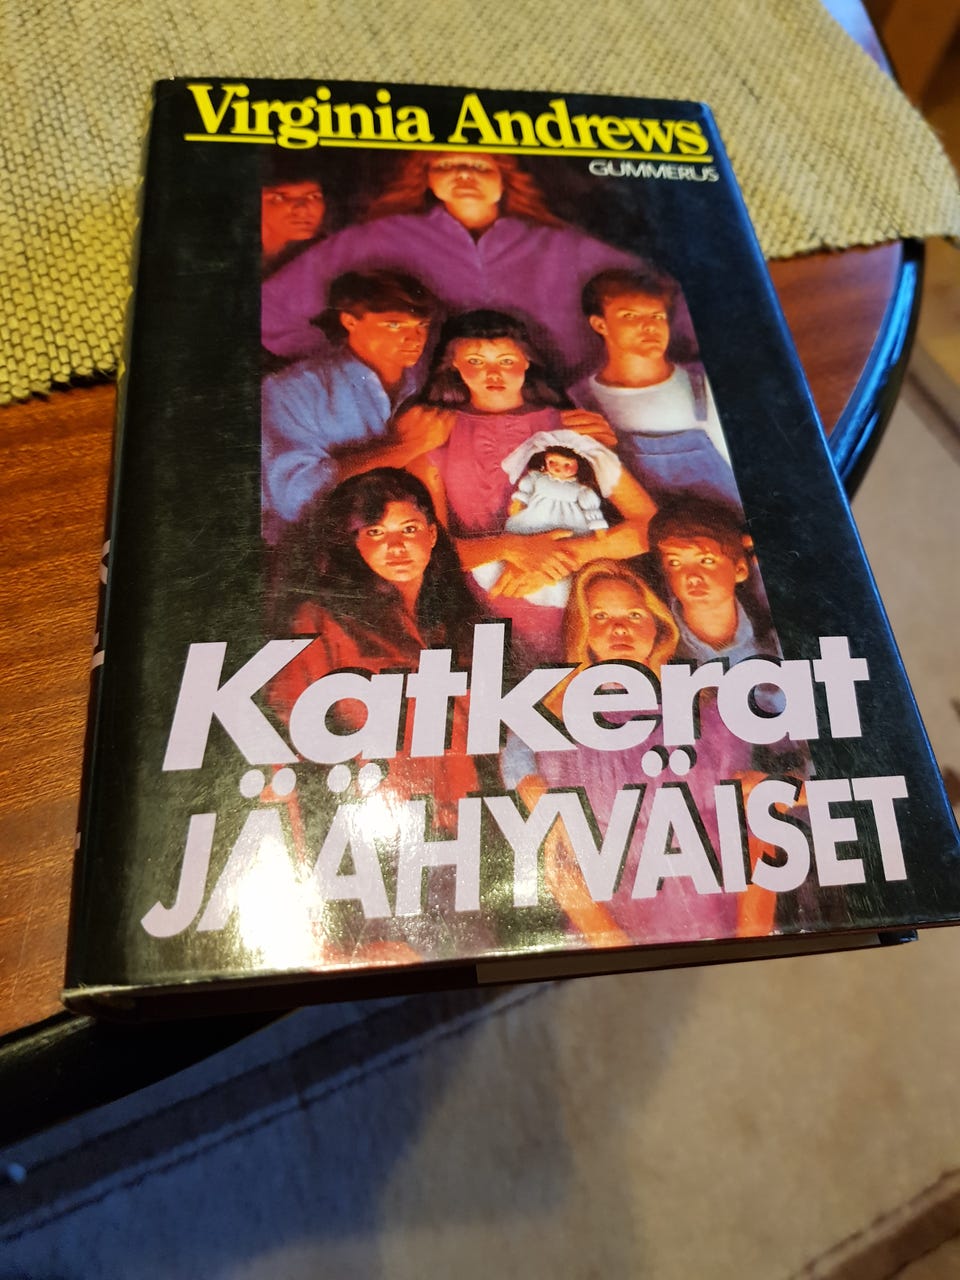 Virginia Andrews
GUMMERUS
Katkerat
JÄÄHYVÄISET